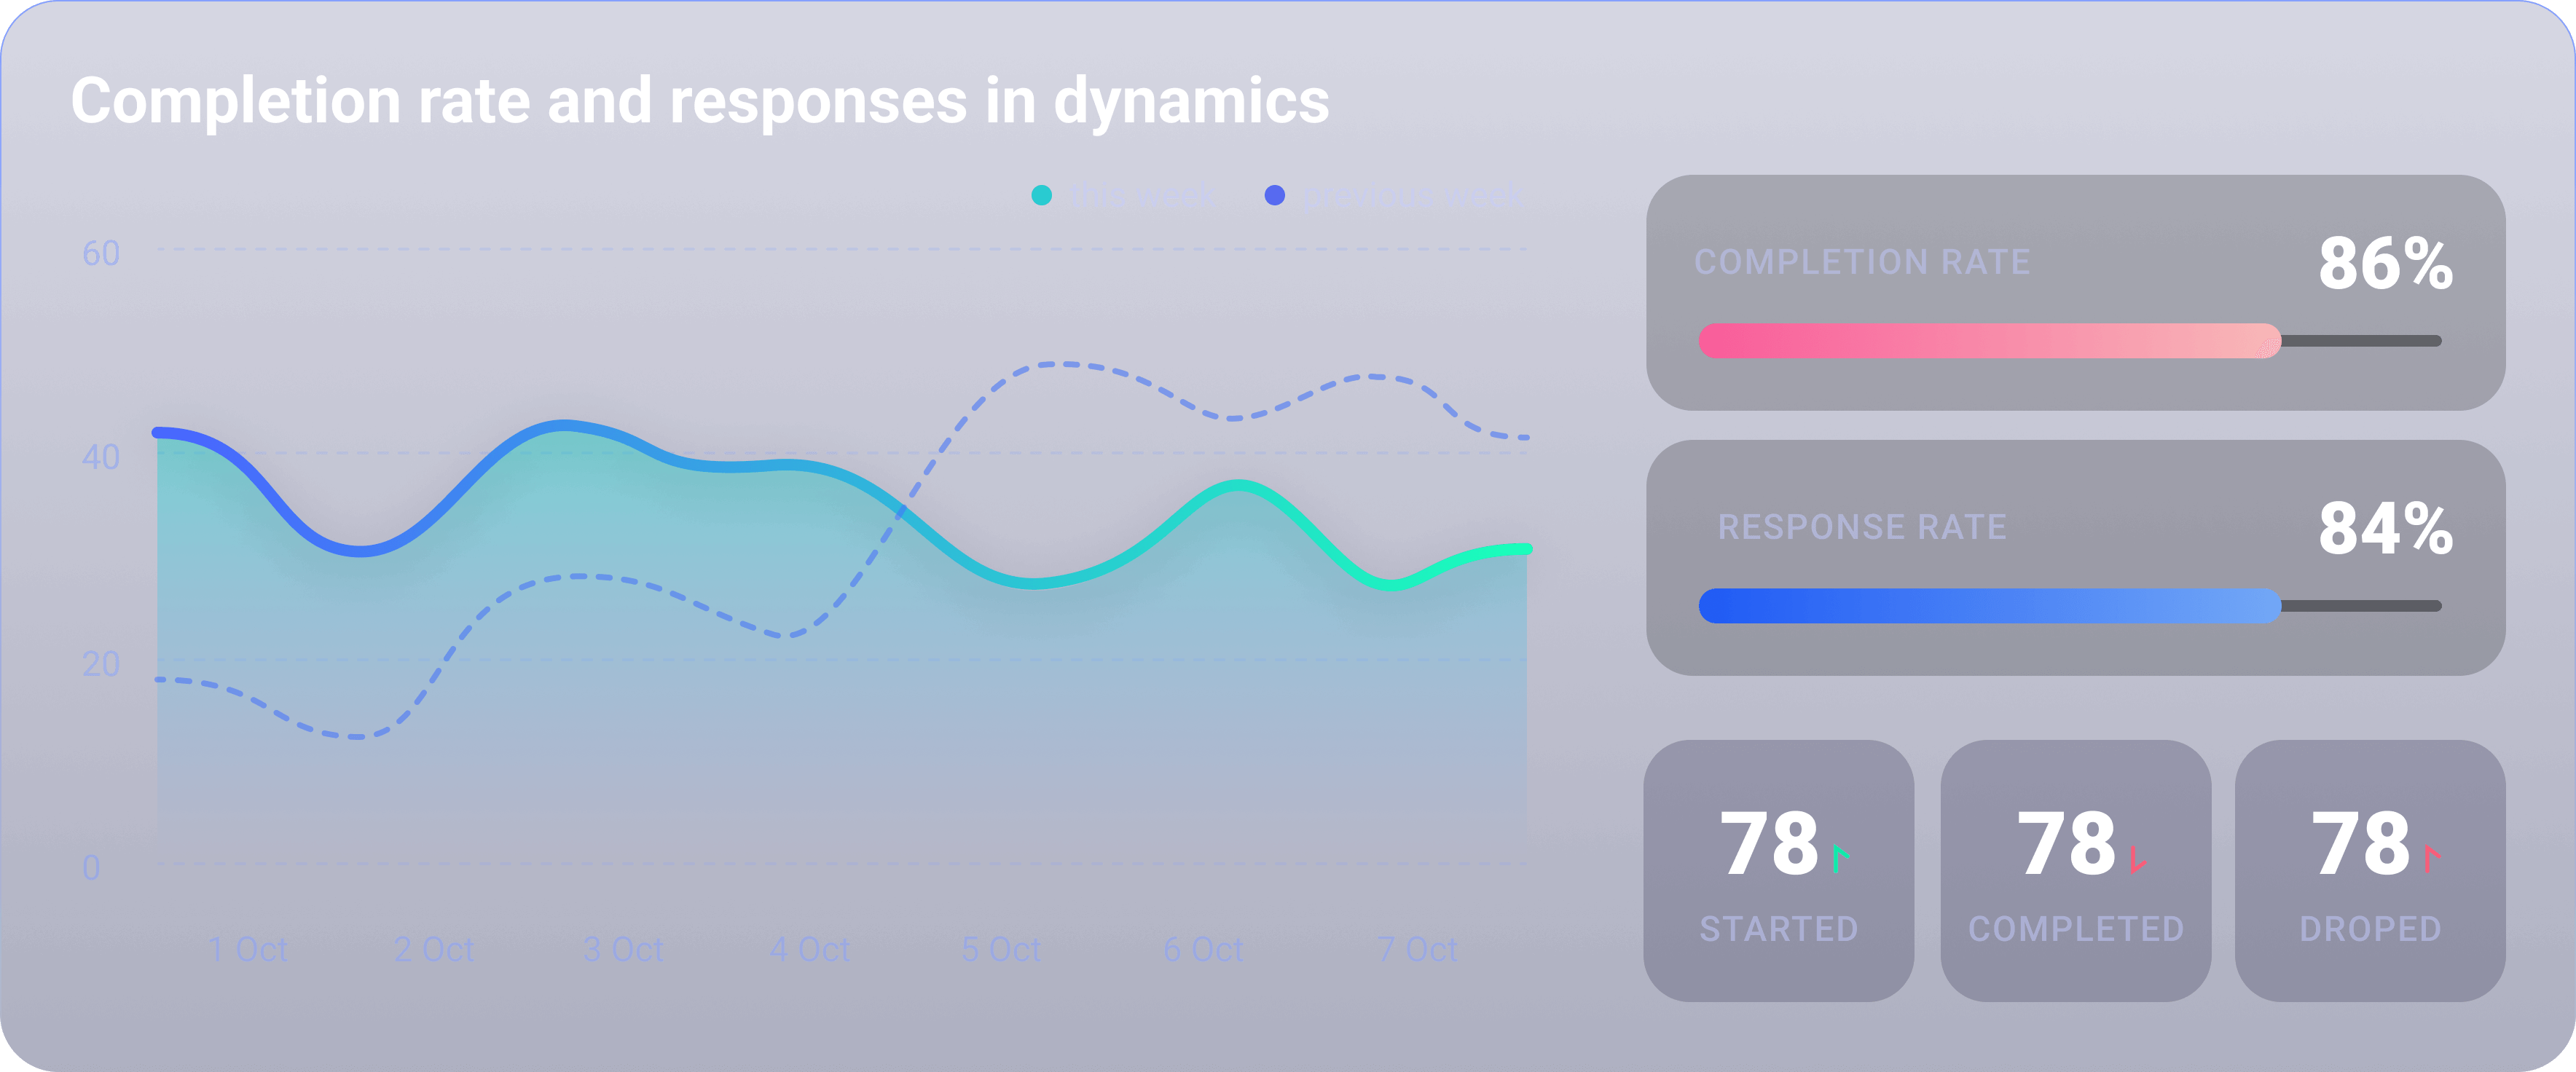 Completion rate and responses in dynamics
this week
previous week
60
40
20
0
1 Oct
2 Oct
3 Oct
4 Oct
5 Oct
6 Oct
7 Oct
COMPLETION RATE
86%
RESPONSE RATE
84%
78
STARTED
78
COMPLETED
78
DROPED